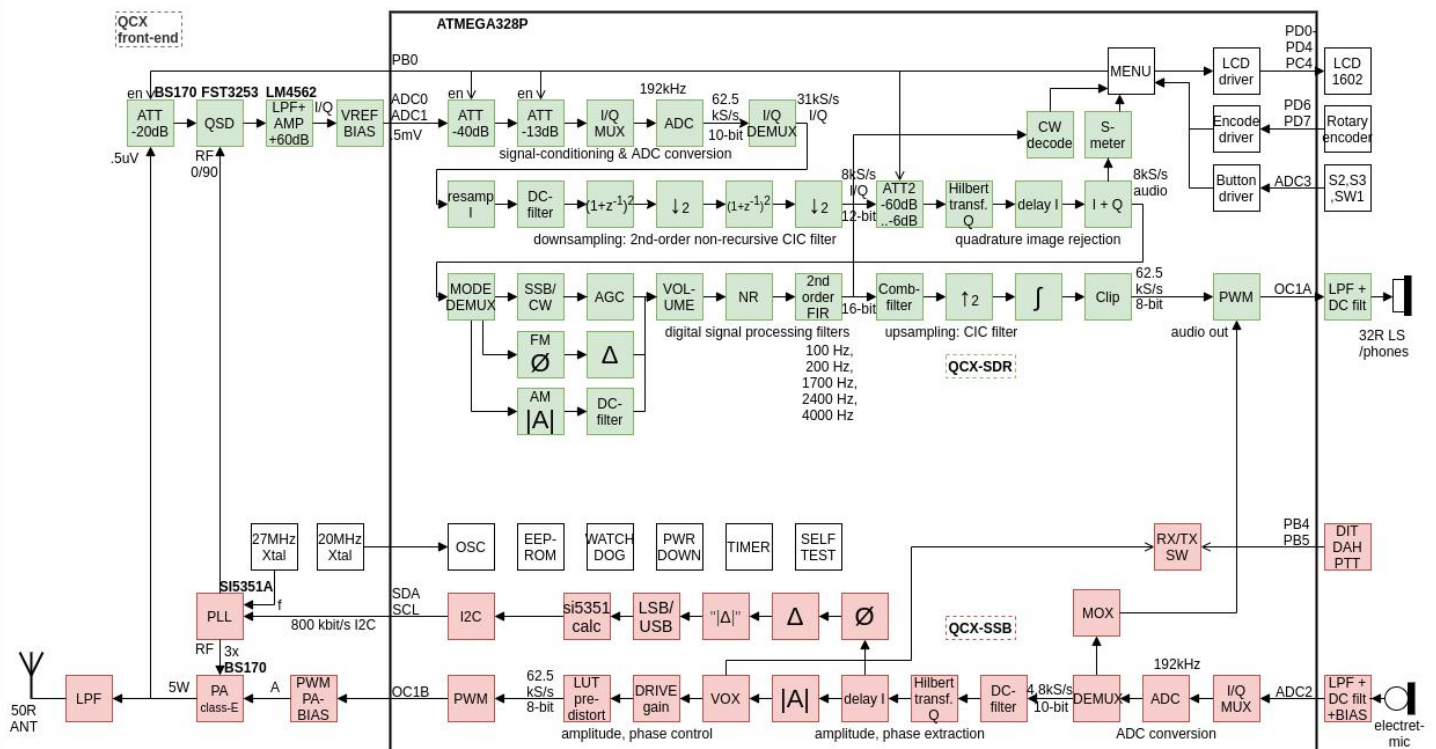 QCX
front-end
ATMEGA328P
PD0-
PD4
PC4
PB0
MENU
LCD
driver
LCD
1602
en
BS170
FST3253
LM4562
ATT
-20dB
QSD
LPF+
AMP
+60dB
I/Q
VREF
BIAS
ADC0
ADC1
.5mV
en
ATT
-40dB
en
ATT
-13dB
I/Q
MUX
192kHz
ADC
62.5
kS/s
10-bit
I/Q
DEMUX
31kS/s
I/Q
CW
decode
S-
meter
Encode
driver
PD6
PD7
Rotary
encoder
.5uV
RF
0/90
signal-conditioning & ADC conversion
resamp
I
DC-
filter
(1+z-1)2
↓2
(1+z-1)2
↓2
8kS/s
I/Q
12-bit
ATT2
-60dB
..-6dB
Hilbert
transf.
Q
delay I
I + Q
8kS/s
audio
Button
driver
ADC3
S2,S3
,SW1
downsampling: 2nd-order non-recursive CIC filter
quadrature image rejection
MODE
DEMUX
SSB/
CW
AGC
VOL-
UME
NR
2nd
order
FIR
16-bit
Comb-
filter
↑2
∫
Clip
62.5
kS/s
8-bit
PWM
OC1A
LPF +
DC filt
digital signal processing filters
upsampling: CIC filter
audio out
32R LS
/phones
FM
Ø
Δ
100 Hz,
200 Hz,
1700 Hz,
2400 Hz,
4000 Hz
QCX-SDR
AM
|A|
DC-
filter
27MHz
Xtal
20MHz
Xtal
OSC
EEP-
ROM
WATCH
DOG
PWR
DOWN
TIMER
SELF
TEST
RX/TX
SW
PB4
PB5
DIT
DAH
PTT
SI5351A
PLL
f
SDA
SCL
800 kbit/s I2C
I2C
si5351
calc
LSB/
USB
"|Δ|"
Δ
Ø
QCX-SSB
MOX
RF
3x
BS170
50R
ANT
LPF
5W
PA
class-E
A
PWM
PA-
BIAS
OC1B
PWM
62.5
kS/s
8-bit
LUT
pre-
distort
DRIVE
gain
VOX
|A|
delay I
Hilbert
transf.
Q
DC-
filter
4,8kS/s
10-bit
DEMUX
192kHz
ADC
I/Q
MUX
ADC2
LPF +
DC filt
+BIAS
electret-
mic
amplitude, phase control
amplitude, phase extraction
ADC conversion